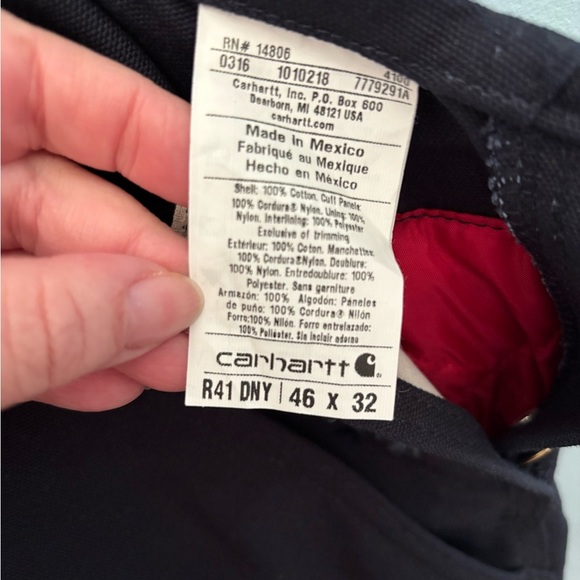 RN# 14806 4100
0316 1010218 7779291A
Carhartt, Inc. P.O. Box 600
Dearborn, MI 48121 USA
carhartt.com
Made in Mexico
Fabriqué au Mexique
Hecho en México
Shell: 100% Cotton. Cuff Panels:
100% Cordura® Nylon. Lining: 100%
Nylon. Interlining: 100% Polyester
Exclusive of trimming
Extérieur: 100% Coton. Manchettes:
100% Cordura®Nylon. Doublure:
100% Nylon. Entredoublure: 100%
Polyester. Sans garniture
Armazón: 100% Algodón: Páneles
de puño: 100% Cordura® Nilón
Forro:100% Nilón. Forro entrelazado:
100% Poliéster. Sin incluir adorno
carhartt
R41 DNY | 46 X 32